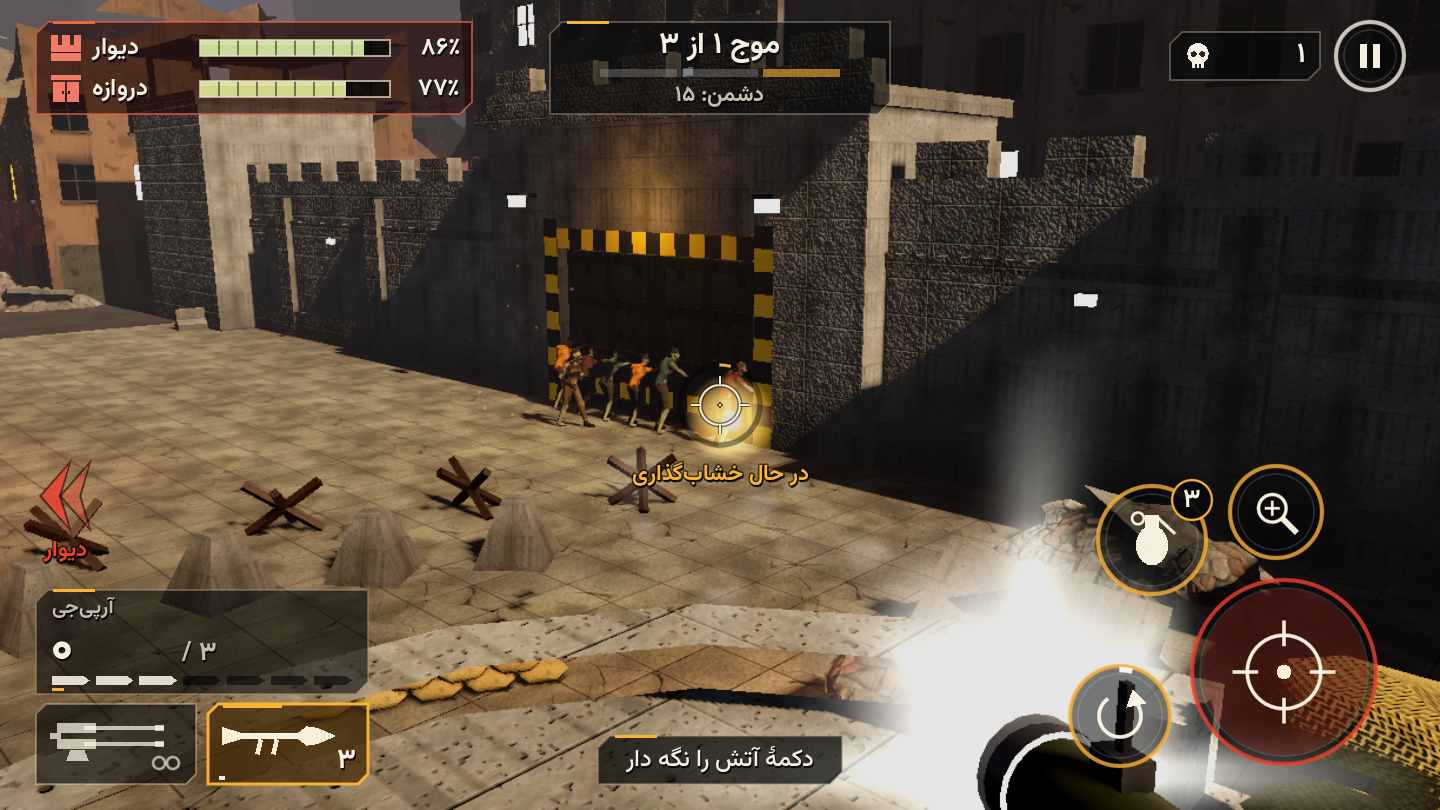 دیوار ۸۶٪
دروازه ۷۷٪
موج ۱ از ۳
دشمن: ۱۵
۱
در حال خشاب‌گذاری
دیوار
۳
آرپی‌جی
/ ۳
∞
۳
دکمهٔ آتش را نگه دار